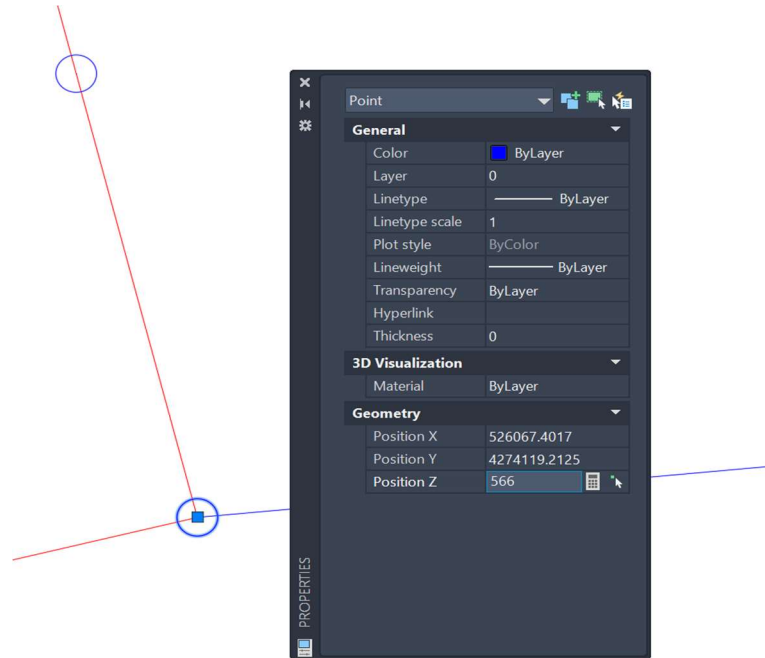 Point
General
Color ByLayer
Layer 0
Linetype ByLayer
Linetype scale 1
Plot style ByColor
Lineweight ByLayer
Transparency ByLayer
Hyperlink
Thickness 0
3D Visualization
Material ByLayer
Geometry
Position X 526067.4017
Position Y 4274119.2125
Position Z 566
PROPERTIES